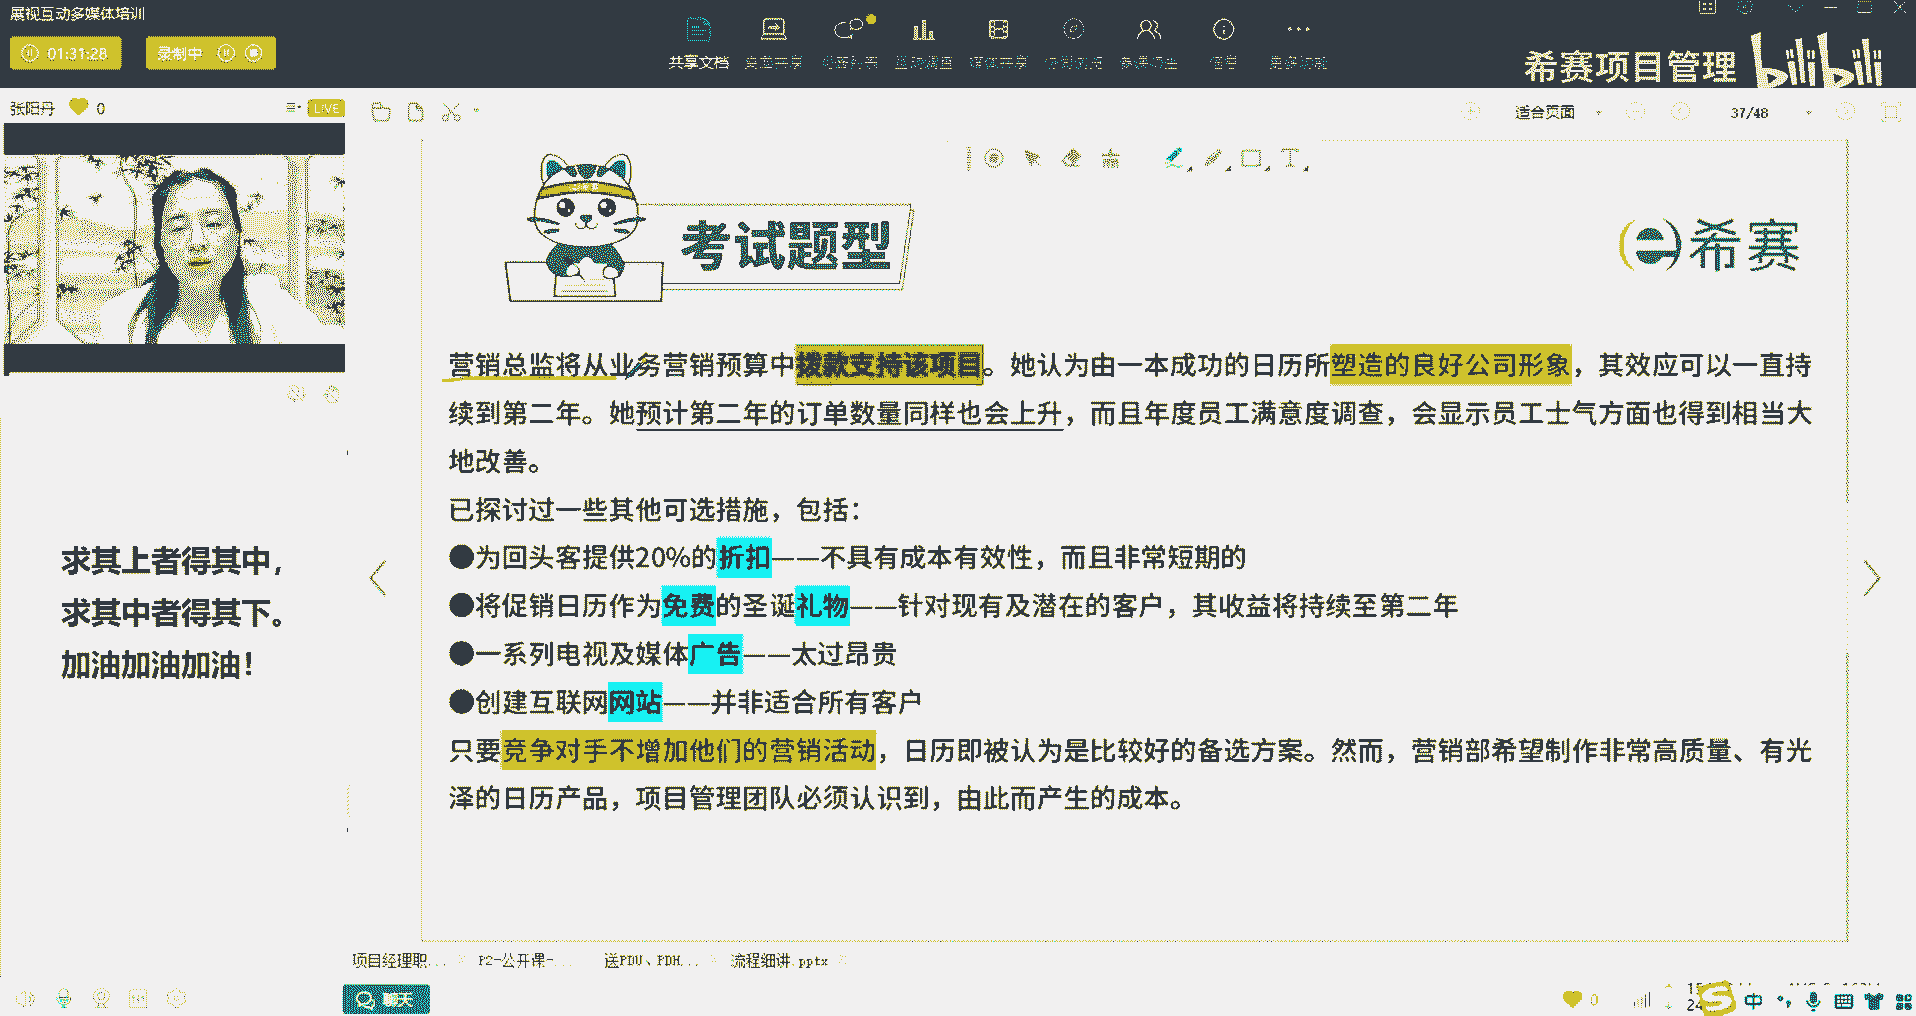 展视互动多媒体培训
01:31:28
录制中
共享文档
希赛项目管理
bilibili
张阳丹
0
LIVE
适合页面
37/48
考试题型
希赛
营销总监将从业务营销预算中拨款支持该项目。她认为由一本成功的日历所塑造的良好公司形象，其效应可以一直持
续到第二年。她预计第二年的订单数量同样也会上升，而且年度员工满意度调查，会显示员工士气方面也得到相当大
地改善。
已探讨过一些其他可选措施，包括：
●为回头客提供20%的折扣——不具有成本有效性，而且非常短期的
●将促销日历作为免费的圣诞礼物——针对现有及潜在的客户，其收益将持续至第二年
●一系列电视及媒体广告——太过昂贵
●创建互联网网站——并非适合所有客户
只要竞争对手不增加他们的营销活动，日历即被认为是比较好的备选方案。然而，营销部希望制作非常高质量、有光
泽的日历产品，项目管理团队必须认识到，由此而产生的成本。
求其上者得其中，
求其中者得其下。
加油加油加油！
项目经理职...
P2-公开课-...
送PDU、PDH...
流程细讲.pptx
聊天
0
中